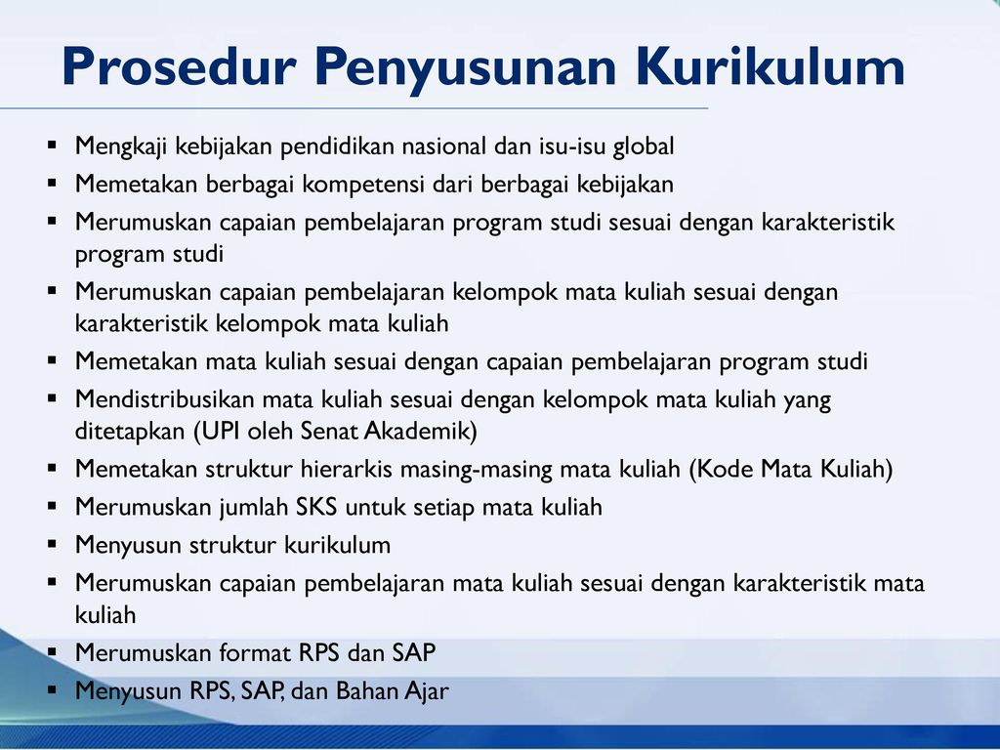 Prosedur Penyusunan Kurikulum
▪ Mengkaji kebijakan pendidikan nasional dan isu-isu global
▪ Memetakan berbagai kompetensi dari berbagai kebijakan
▪ Merumuskan capaian pembelajaran program studi sesuai dengan karakteristik
program studi
▪ Merumuskan capaian pembelajaran kelompok mata kuliah sesuai dengan
karakteristik kelompok mata kuliah
▪ Memetakan mata kuliah sesuai dengan capaian pembelajaran program studi
▪ Mendistribusikan mata kuliah sesuai dengan kelompok mata kuliah yang
ditetapkan (UPI oleh Senat Akademik)
▪ Memetakan struktur hierarkis masing-masing mata kuliah (Kode Mata Kuliah)
▪ Merumuskan jumlah SKS untuk setiap mata kuliah
▪ Menyusun struktur kurikulum
▪ Merumuskan capaian pembelajaran mata kuliah sesuai dengan karakteristik mata
kuliah
▪ Merumuskan format RPS dan SAP
▪ Menyusun RPS, SAP, dan Bahan Ajar